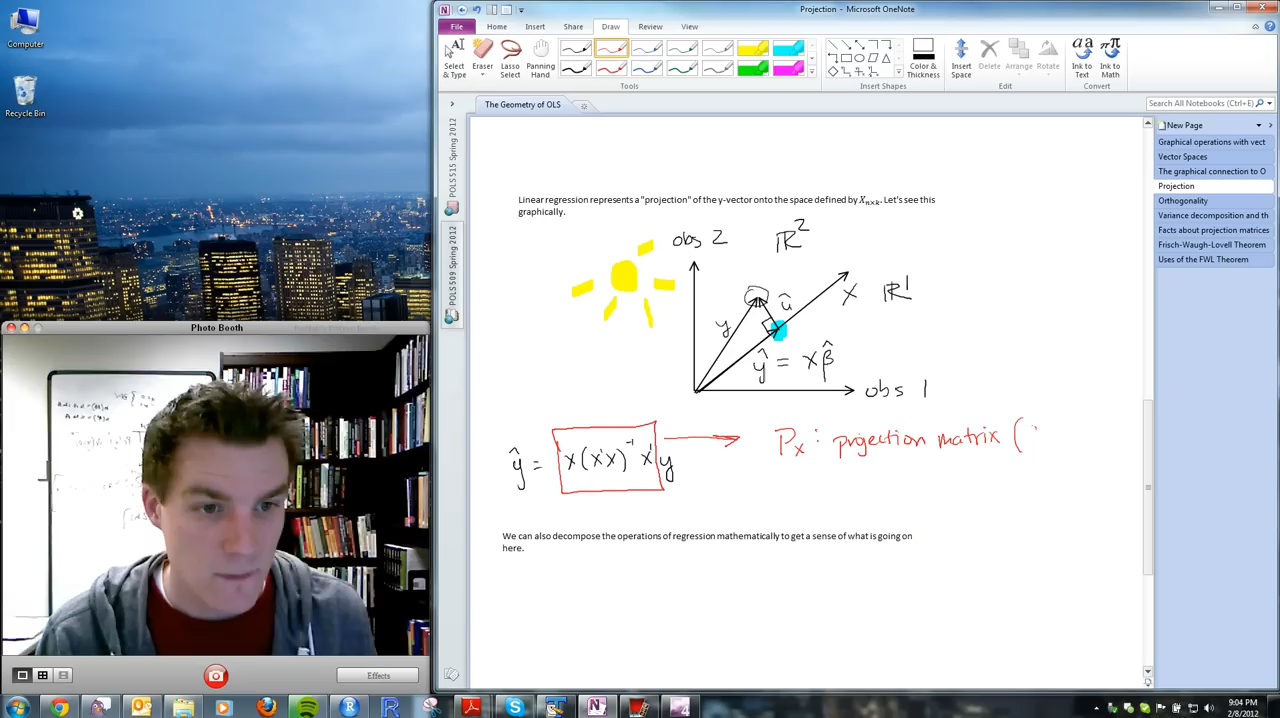 Projection - Microsoft OneNote
Computer
Recycle Bin
File Home Insert Share Draw Review View
Select & Type
Eraser
Lasso Select
Panning Hand
Color & Thickness
Insert Space
Delete
Arrange
Rotate
Ink to Text
Ink to Math
Tools Insert Shapes Edit Convert
The Geometry of OLS
Search All Notebooks (Ctrl+E)
POLS 515 Spring 2012
POLS 509 Spring 2012
New Page
Graphical operations with vect
Vector Spaces
The graphical connection to O
Projection
Orthogonality
Variance decomposition and th
Facts about projection matrices
Frisch-Waugh-Lovell Theorem
Uses of the FWL Theorem
Linear regression represents a "projection" of the y-vector onto the space defined by Xₙₓₖ. Let's see this
graphically.
obs 2 ℝ²
X ℝ¹
û
y
ŷ = xβ̂
obs 1
Pₓ : projection matrix (
ŷ = x(x'x)⁻¹x'y
We can also decompose the operations of regression mathematically to get a sense of what is going on
here.
Photo Booth
Effects
9:04 PM
2/8/2012